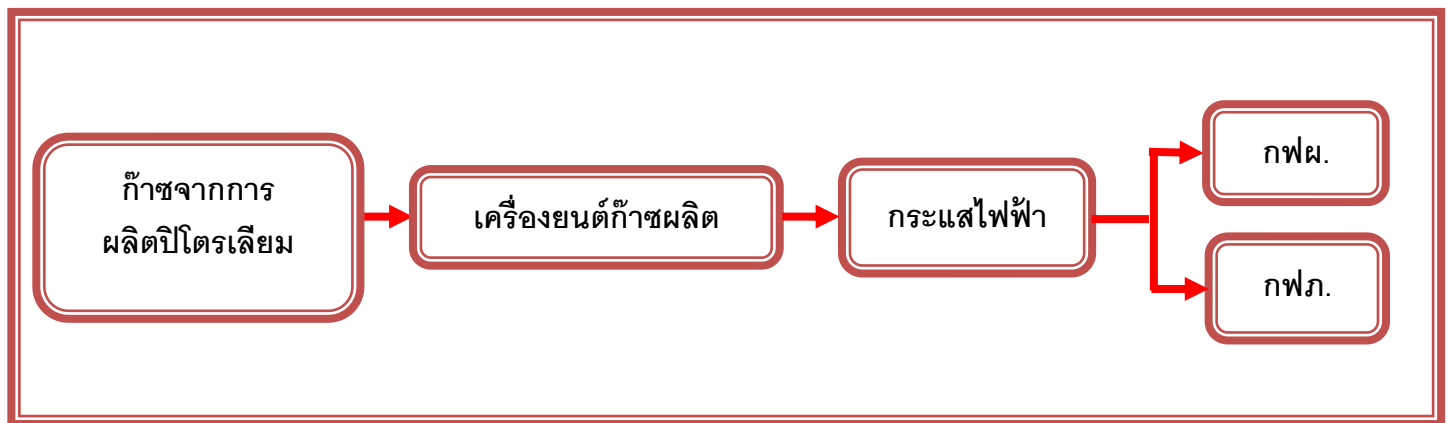 ก๊าซจากการ
ผลิตปิโตรเลียม
เครื่องยนต์ก๊าซผลิต
กระแสไฟฟ้า
กฟผ.
กฟภ.